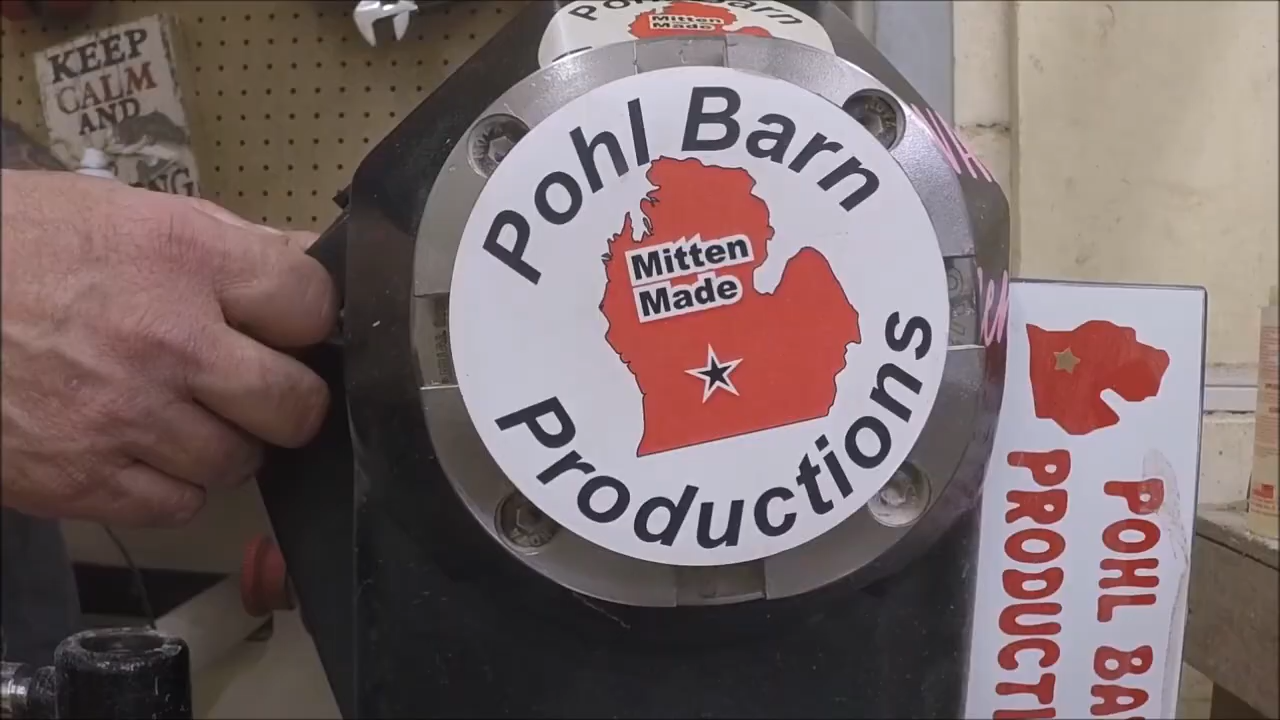 KEEP
CALM
AND
Pohl Barn
Mitten
Made
Pohl Barn
Mitten
Made
Productions
PRODUCTI
POHL BA